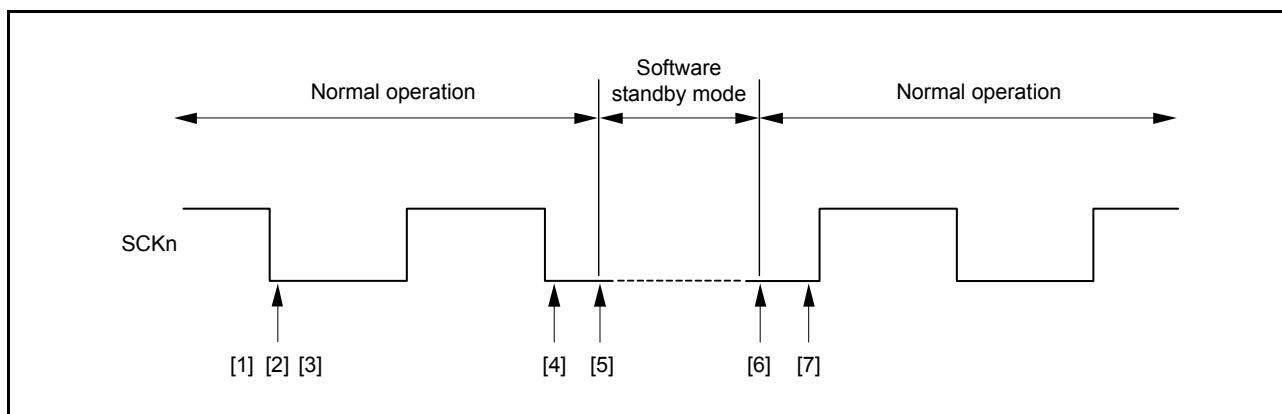 Normal operation
Software
standby mode
Normal operation
SCKn
[1] [2] [3]
[4]
[5]
[6]
[7]